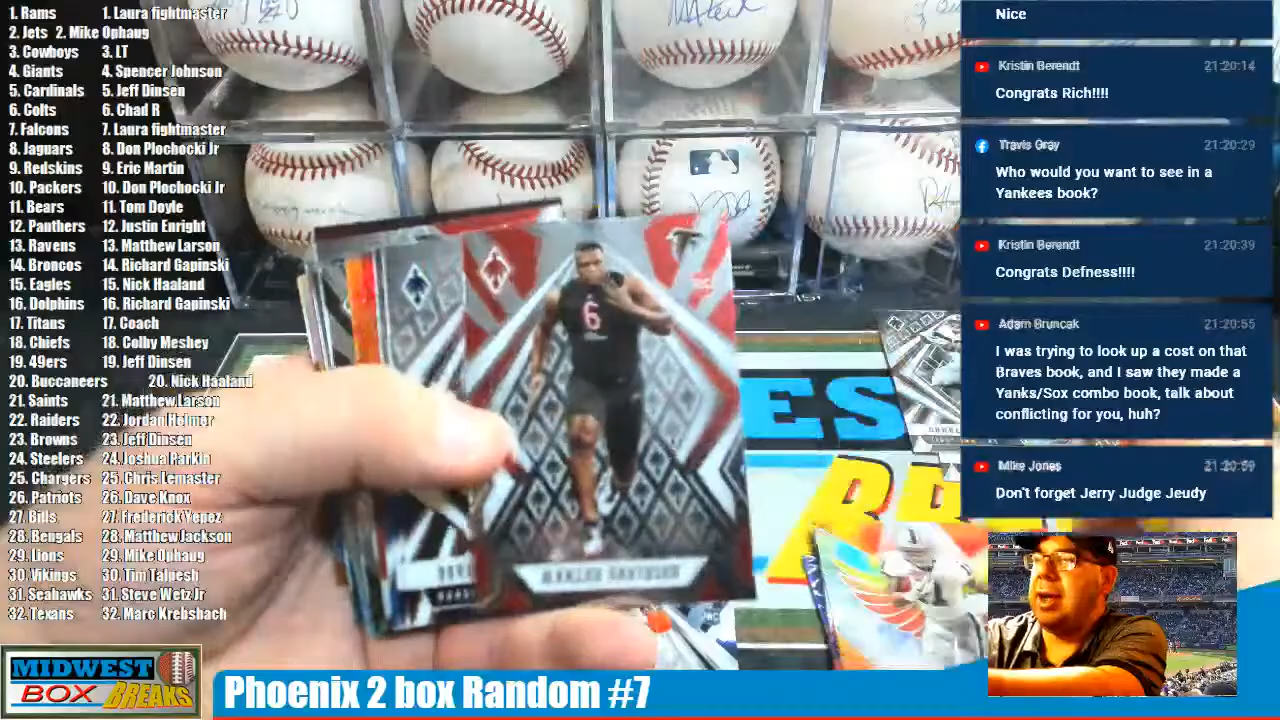 1. Rams 1. Laura fightmaster
2. Jets 2. Mike Ophaug
3. Cowboys 3. LT
4. Giants 4. Spencer Johnson
5. Cardinals 5. Jeff Dinsen
6. Colts 6. Chad R
7. Falcons 7. Laura fightmaster
8. Jaguars 8. Don Plochocki Jr
9. Redskins 9. Eric Martin
10. Packers 10. Don Plochocki Jr
11. Bears 11. Tom Doyle
12. Panthers 12. Justin Enright
13. Ravens 13. Matthew Larson
14. Broncos 14. Richard Gapinski
15. Eagles 15. Nick Haaland
16. Dolphins 16. Richard Gapinski
17. Titans 17. Coach
18. Chiefs 18. Colby Meshey
19. 49ers 19. Jeff Dinsen
20. Buccaneers 20. Nick Haaland
21. Saints 21. Matthew Larson
22. Raiders 22. Jordan Helmer
23. Browns 23. Jeff Dinsen
24. Steelers 24. Joshua Parkin
25. Chargers 25. Chris Lemaster
26. Patriots 26. Dave Knox
27. Bills 27. Frederick Yepez
28. Bengals 28. Matthew Jackson
29. Lions 29. Mike Ophaug
30. Vikings 30. Tim Talpesh
31. Seahawks 31. Steve Wetz Jr
32. Texans 32. Marc Krebshach
Nice
Kristin Berendt 21:20:14
Congrats Rich!!!!
Travis Gray 21:20:29
Who would you want to see in a
Yankees book?
Kristin Berendt 21:20:39
Congrats Defness!!!!
Adam Bruncak 21:20:55
I was trying to look up a cost on that
Braves book, and I saw they made a
Yanks/Sox combo book, talk about
conflicting for you, huh?
Mike Jones 21:20:59
Don't forget Jerry Judge Jeudy
6
MIDWEST
BOX BREAKS
Phoenix 2 box Random #7